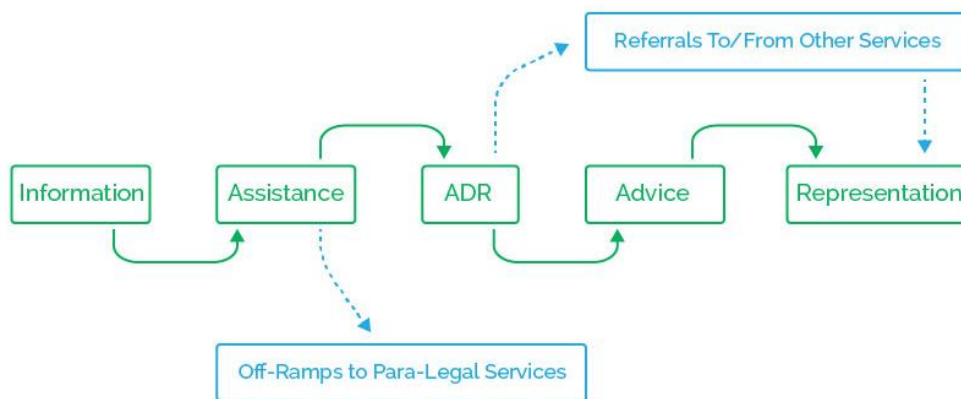 Referrals To/From Other Services
Information
Assistance
ADR
Advice
Representation
Off-Ramps to Para-Legal Services